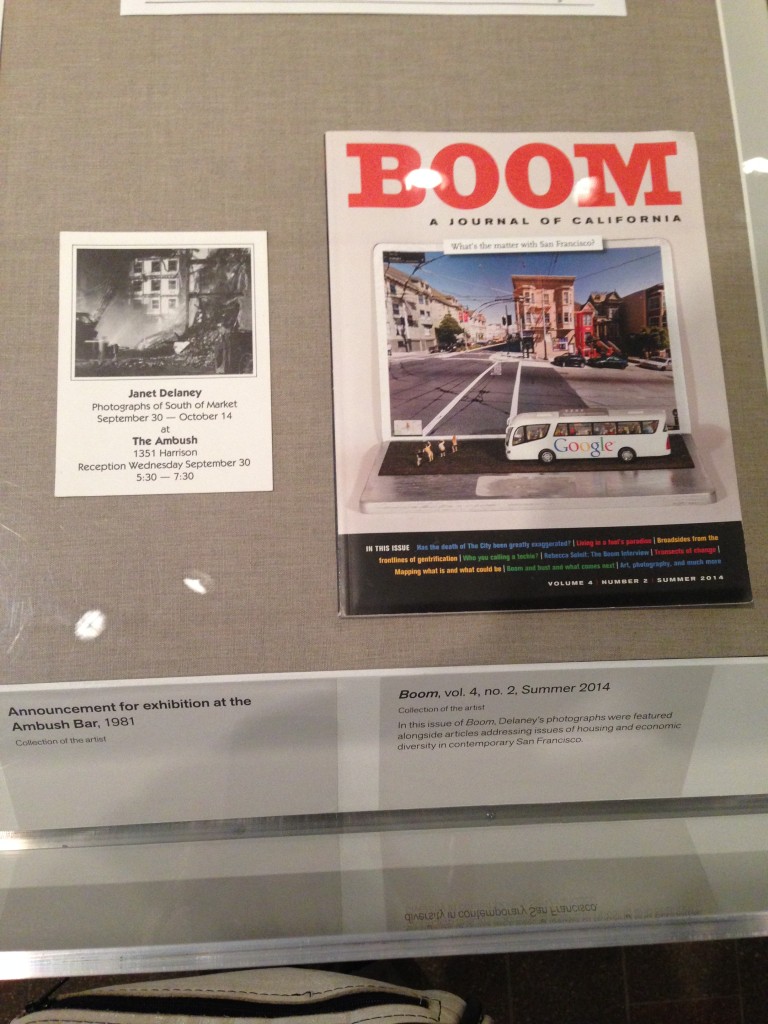 BOOM
A JOURNAL OF CALIFORNIA
What's the matter with San Francisco?
Google
IN THIS ISSUE Has the death of The City been greatly exaggerated? | Living in a fool's paradise | Broadsides from the
frontlines of gentrification | Who you calling a techie? | Rebecca Solnit: The Boom Interview | Transects of change |
Mapping what is and what could be | Boom and bust and what comes next | Art, photography, and much more
VOLUME 4 | NUMBER 2 | SUMMER 2014
Janet Delaney
Photographs of South of Market
September 30 — October 14
at
The Ambush
1351 Harrison
Reception Wednesday September 30
5:30 — 7:30
Announcement for exhibition at the
Ambush Bar, 1981
Collection of the artist
Boom, vol. 4, no. 2, Summer 2014
Collection of the artist
In this issue of Boom, Delaney's photographs were featured
alongside articles addressing issues of housing and economic
diversity in contemporary San Francisco.
diversity in contemporary San Francisco.